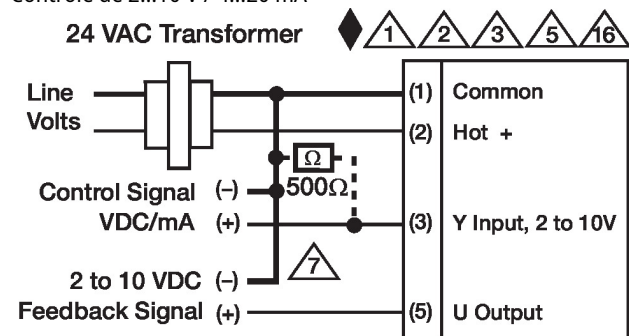 Contrôle de 2...10 V / 4...20 mA
24 VAC Transformer
1 2 3 5 16
Line Volts
(1) Common
(2) Hot +
Ω
500Ω
Control Signal (–)
VDC/mA (+)
(3) Y Input, 2 to 10V
7
2 to 10 VDC (–)
Feedback Signal (+)
(5) U Output